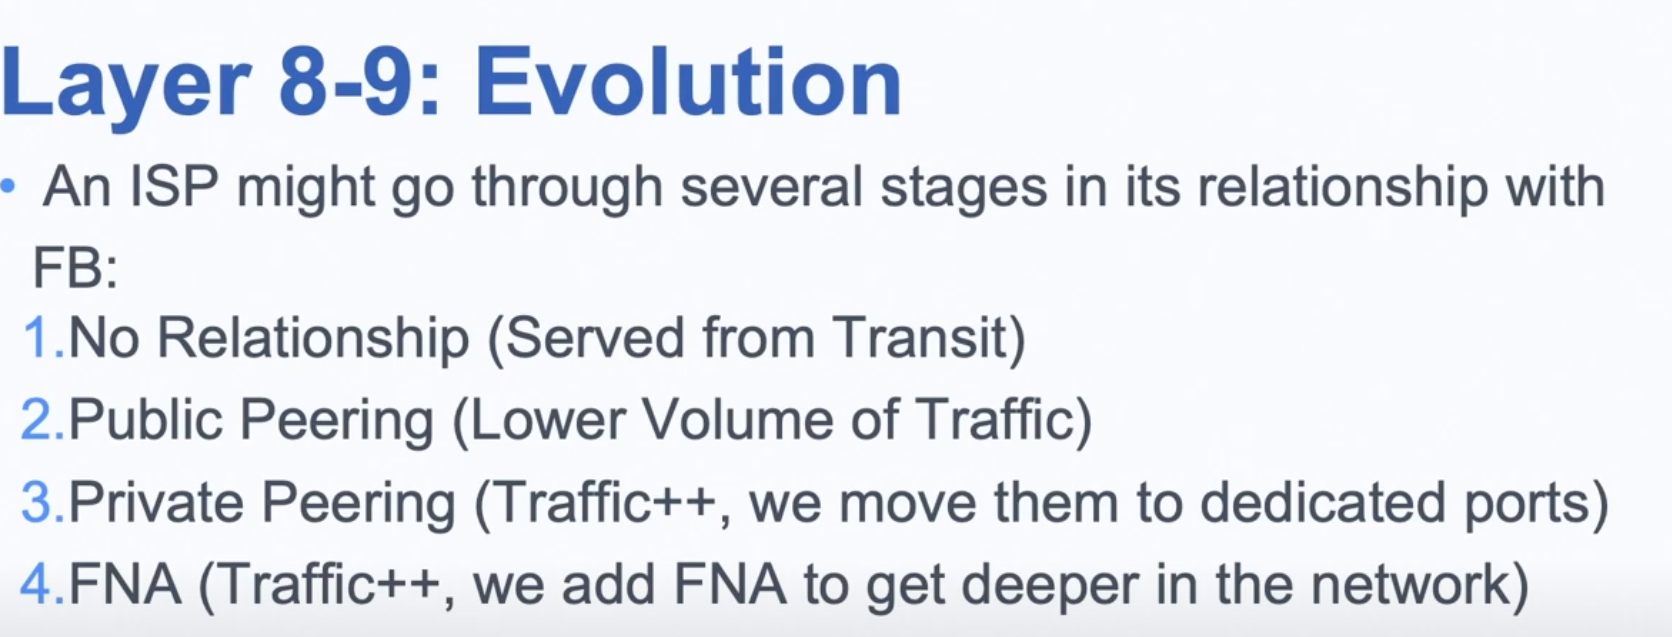 Layer 8-9: Evolution
• An ISP might go through several stages in its relationship with
FB:
1.No Relationship (Served from Transit)
2.Public Peering (Lower Volume of Traffic)
3.Private Peering (Traffic++, we move them to dedicated ports)
4.FNA (Traffic++, we add FNA to get deeper in the network)